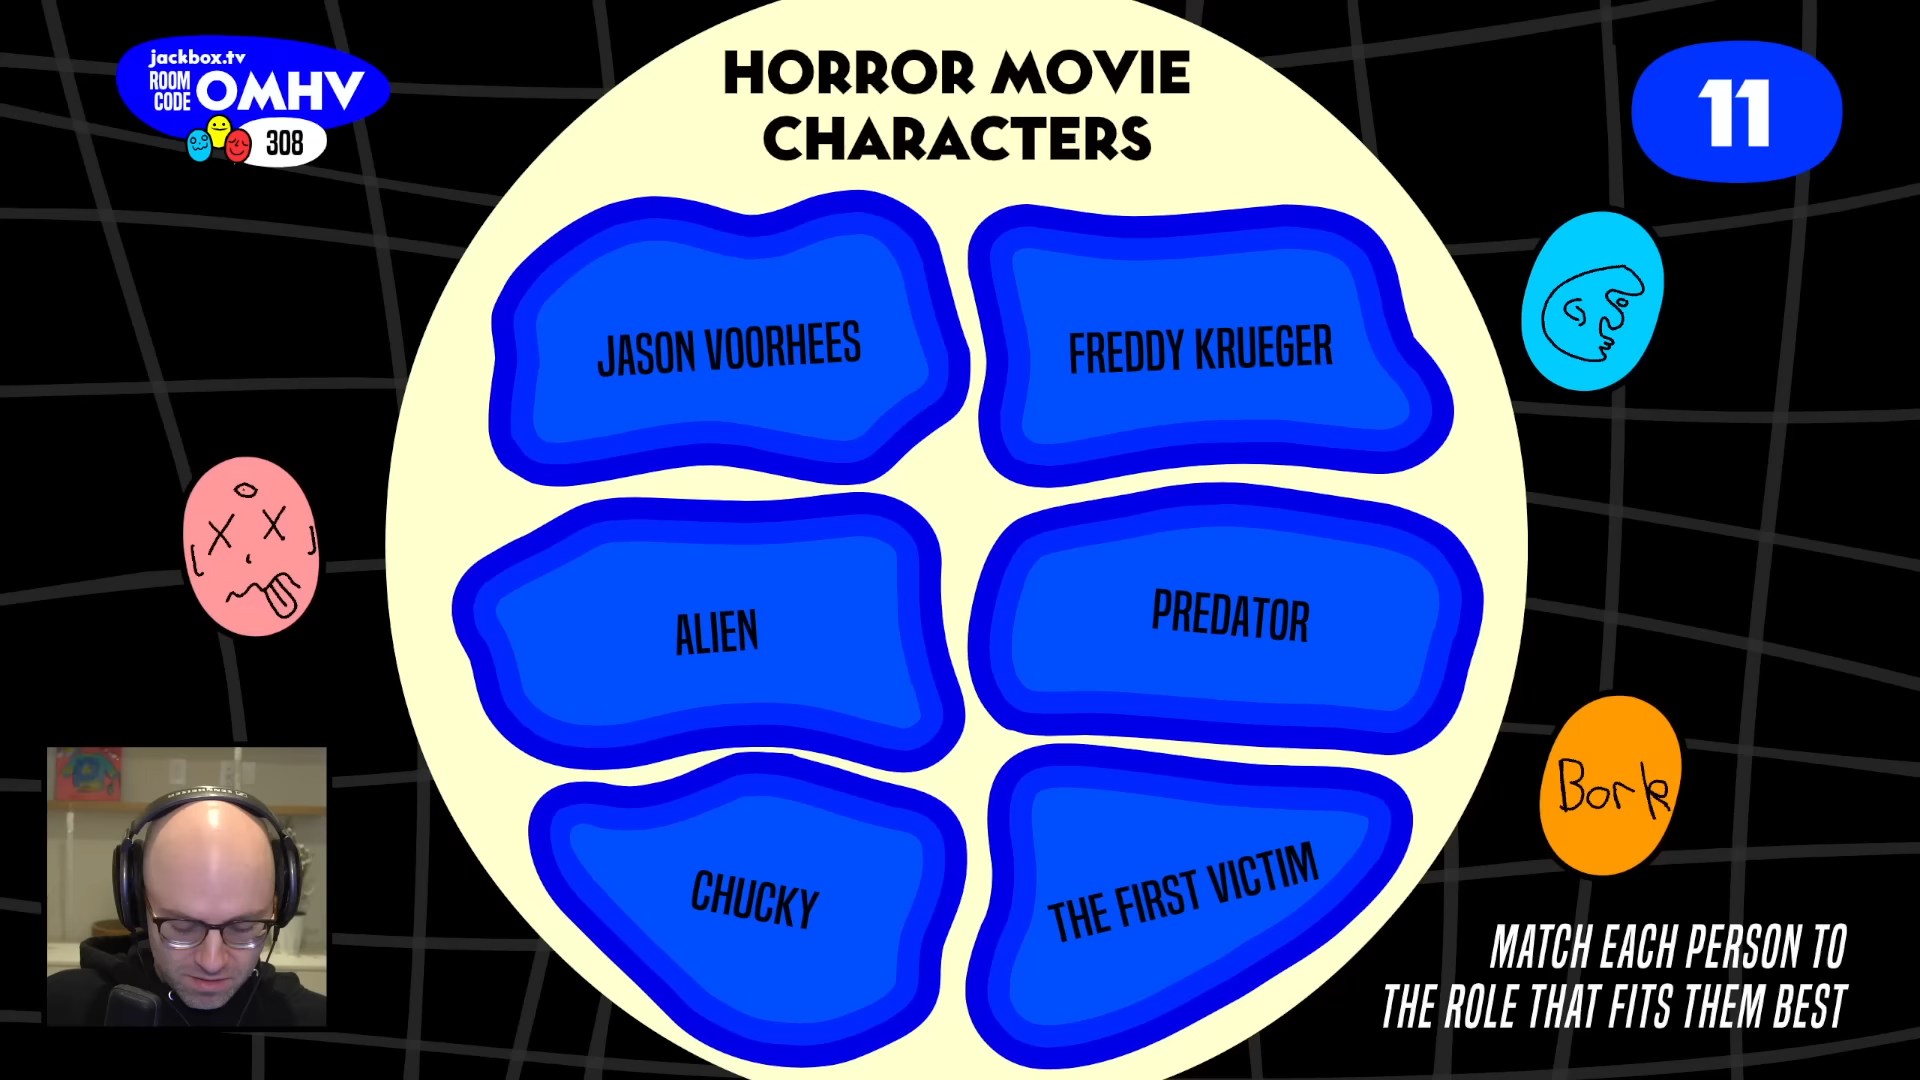 jackbox.tv
ROOM
CODE
OMHV
308
HORROR MOVIE
CHARACTERS
11
JASON VOORHEES
FREDDY KRUEGER
ALIEN
PREDATOR
Bork
CHUCKY
THE FIRST VICTIM
MATCH EACH PERSON TO
THE ROLE THAT FITS THEM BEST